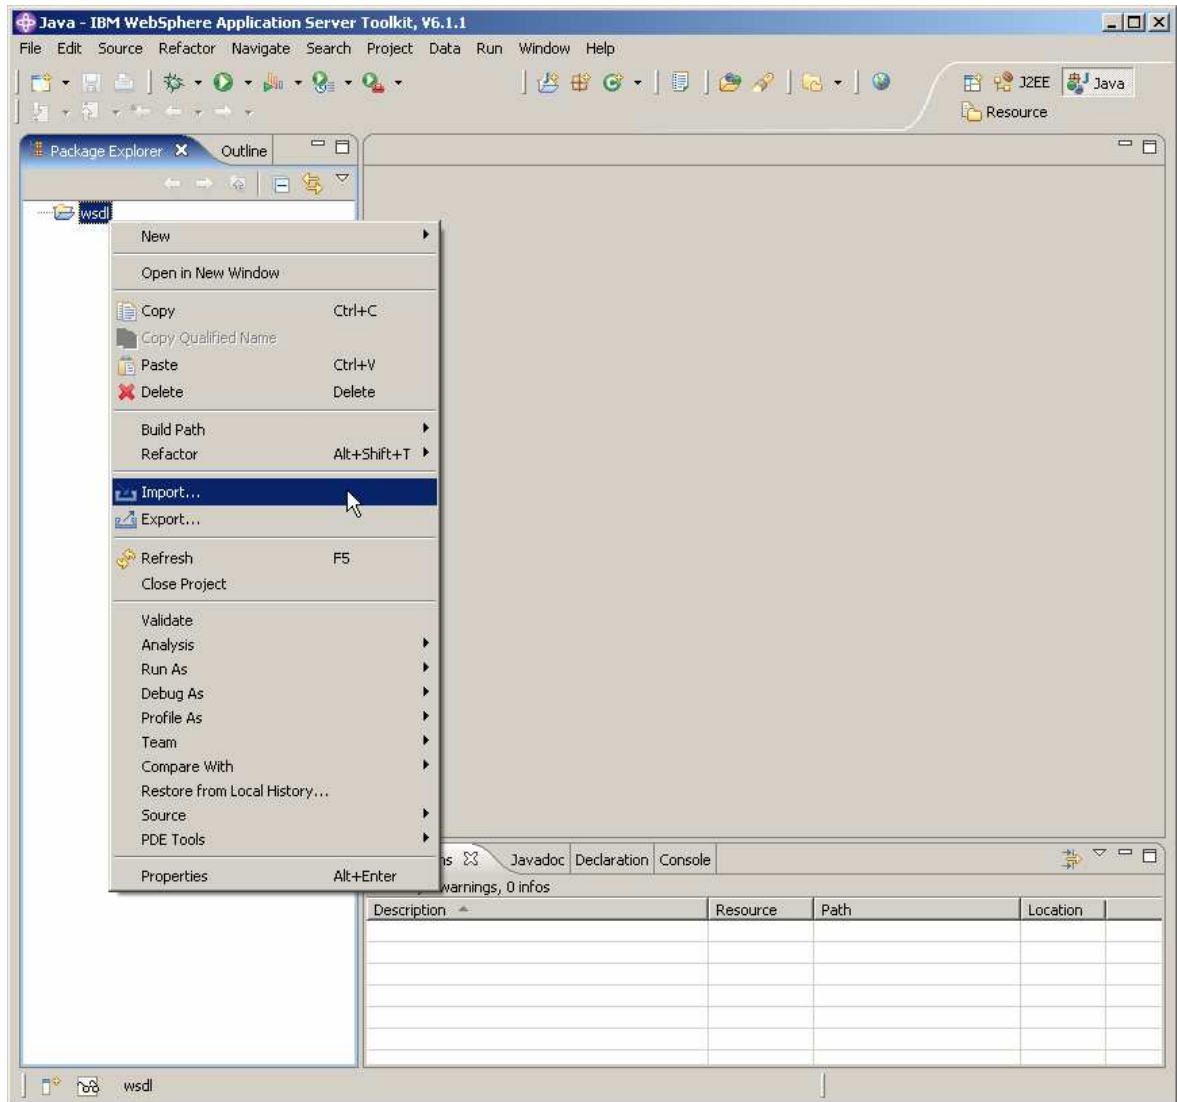 Java - IBM WebSphere Application Server Toolkit, V6.1.1
File Edit Source Refactor Navigate Search Project Data Run Window Help
J2EE Java
Resource
Package Explorer Outline
wsdl
New
Open in New Window
Copy Ctrl+C
Copy Qualified Name
Paste Ctrl+V
Delete Delete
Build Path
Refactor Alt+Shift+T
Import...
Export...
Refresh F5
Close Project
Validate
Analysis
Run As
Debug As
Profile As
Team
Compare With
Restore from Local History...
Source
PDE Tools
Properties Alt+Enter
Javadoc Declaration Console
warnings, 0 infos
Description Resource Path Location
wsdl